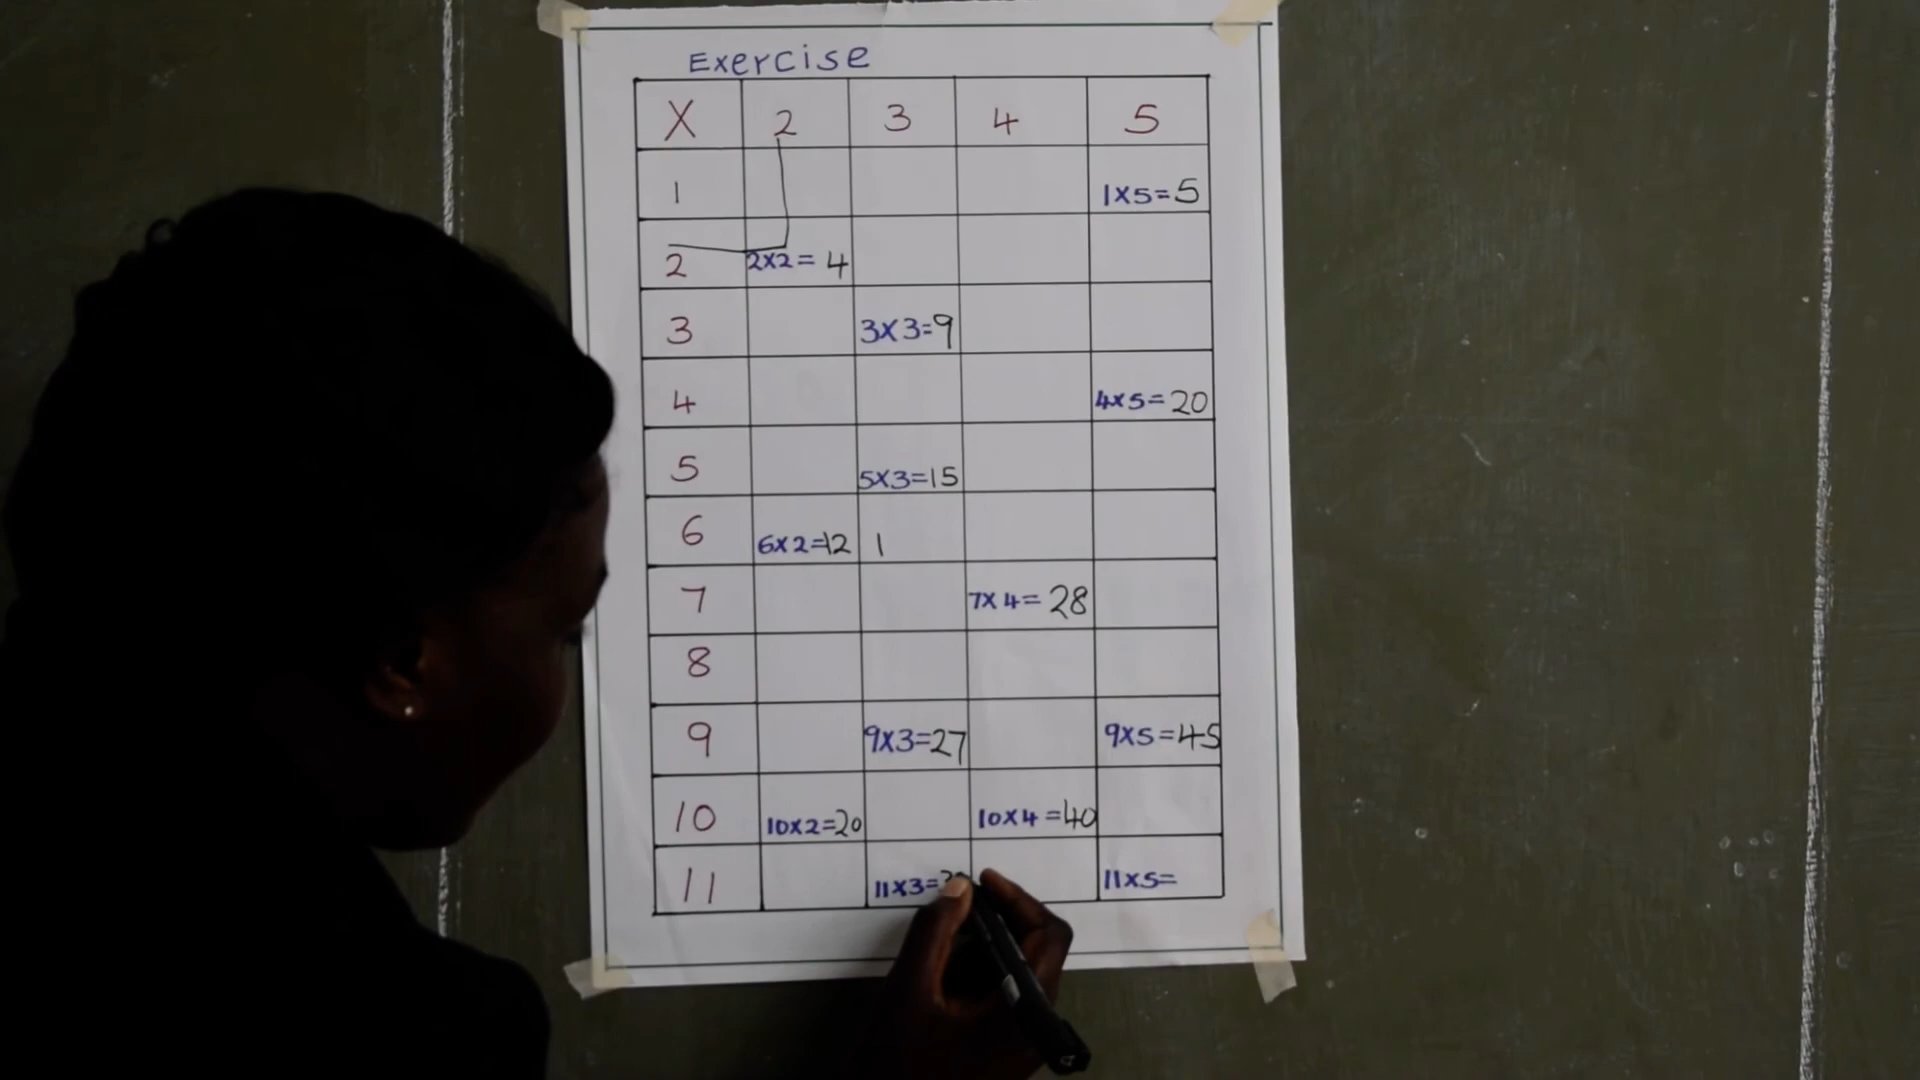 Exercise
X 2 3 4 5
1 1x5=5
2 2x2= 4
3 3x3=9
4 4x5= 20
5 5x3=15
6 6x2=12 1
7 7x4= 28
8
9 9x3=27 9x5=45
10 10x2=20 10x4=40
11 11x3= 11x5=